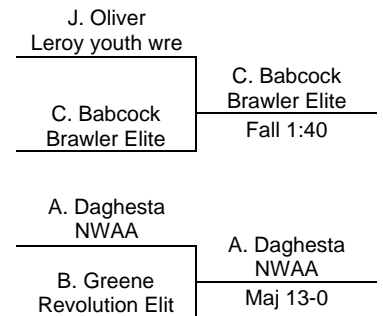 J. Oliver
Leroy youth wre
C. Babcock
Brawler Elite
C. Babcock
Brawler Elite
Fall 1:40
A. Daghesta
NWAA
B. Greene
Revolution Elit
A. Daghesta
NWAA
Maj 13-0